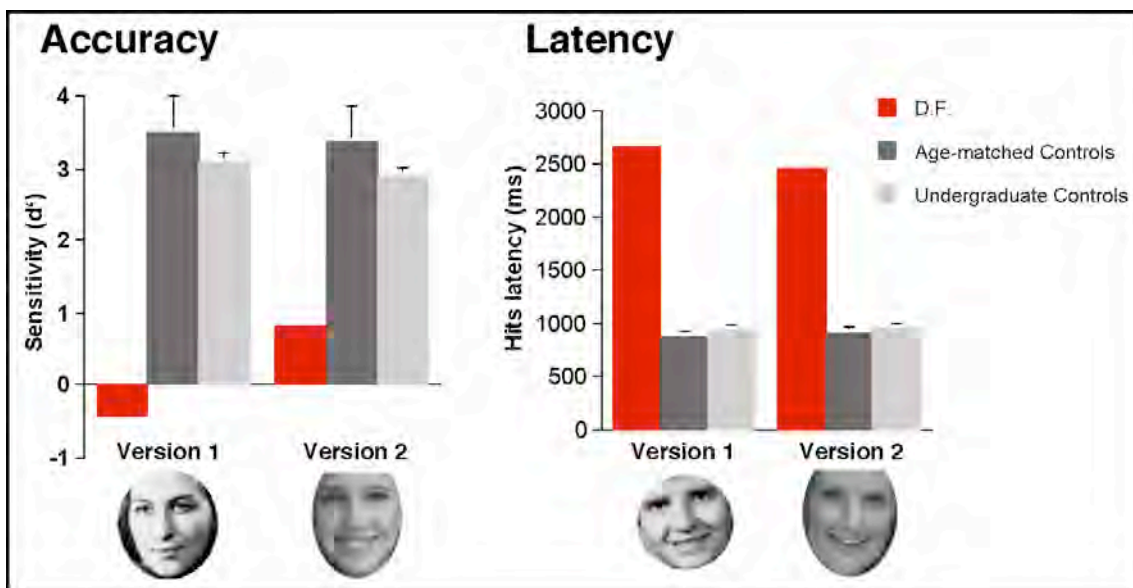 Accuracy
Latency
Sensitivity (d')
4
3
2
1
0
-1
Version 1
Version 2
Hits latency (ms)
3000
2500
2000
1500
1000
500
0
Version 1
Version 2
D.F.
Age-matched Controls
Undergraduate Controls